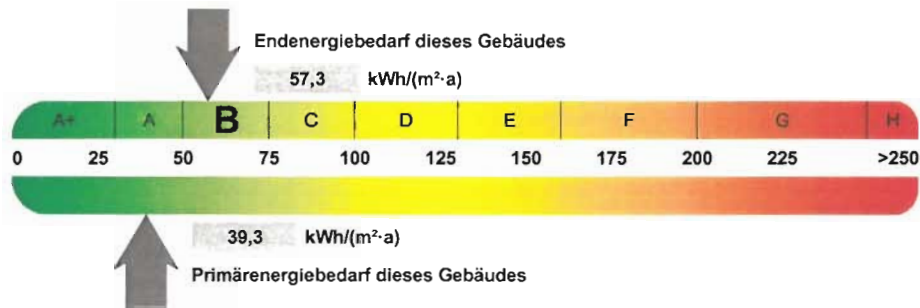 Endenergiebedarf dieses Gebäudes
57,3 kWh/(m²·a)
A+ A B C D E F G H
0 25 50 75 100 125 150 175 200 225 >250
39,3 kWh/(m²·a)
Primärenergiebedarf dieses Gebäudes